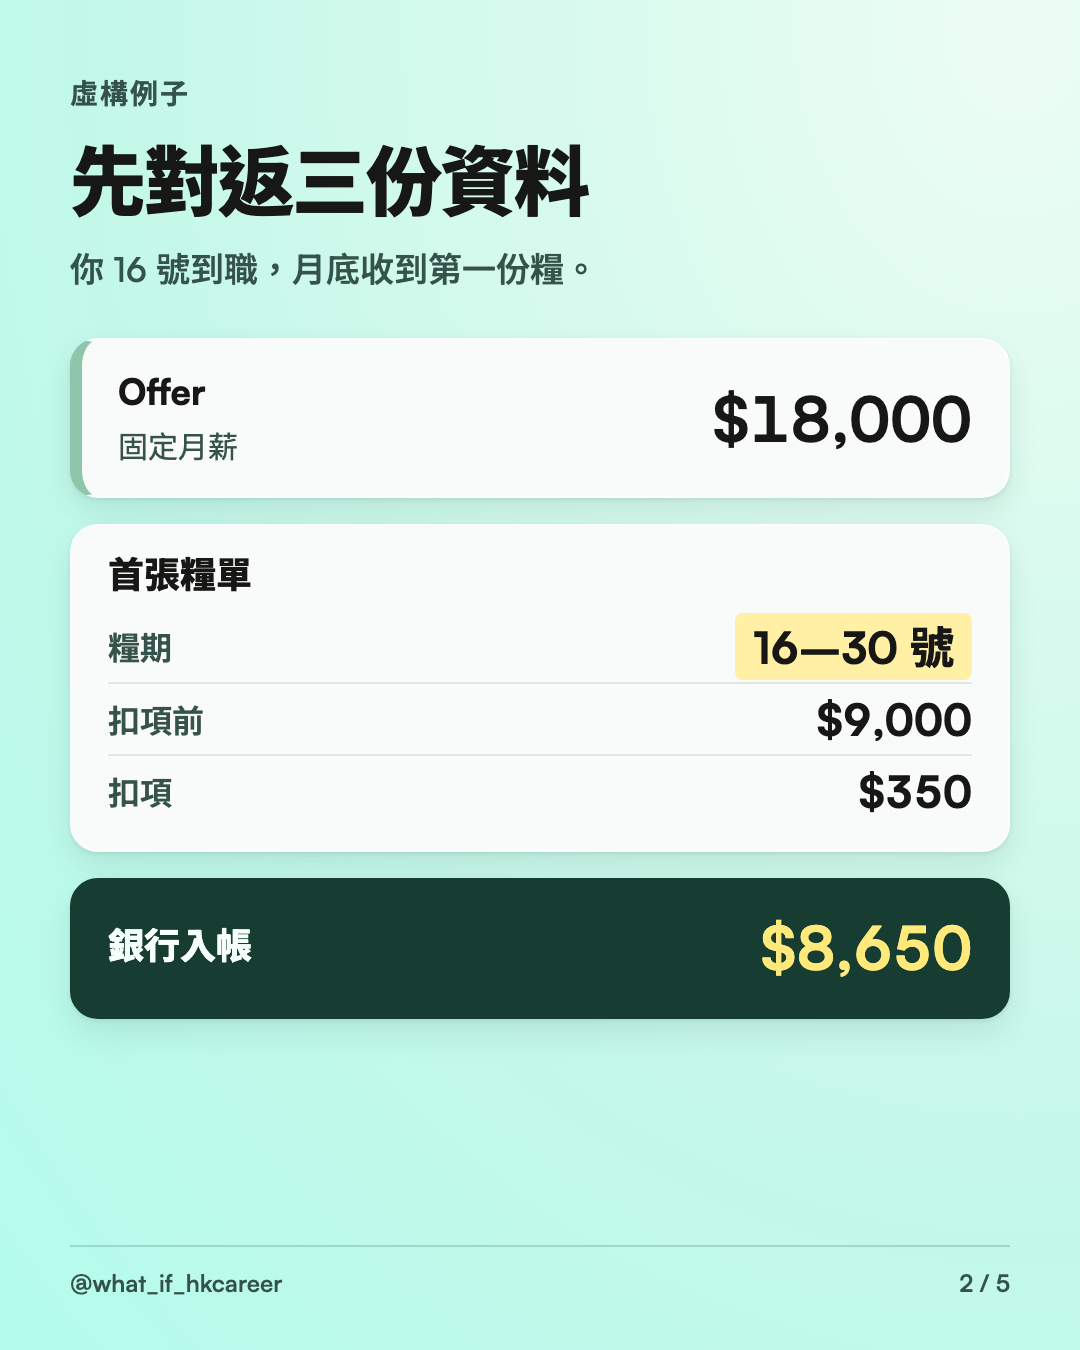 虛構例子
先對返三份資料
你 16 號到職，月底收到第一份糧。
Offer
固定月薪
$18,000
首張糧單
糧期
16—30 號
扣項前
$9,000
扣項
$350
銀行入帳
$8,650
@what_if_hkcareer
2 / 5